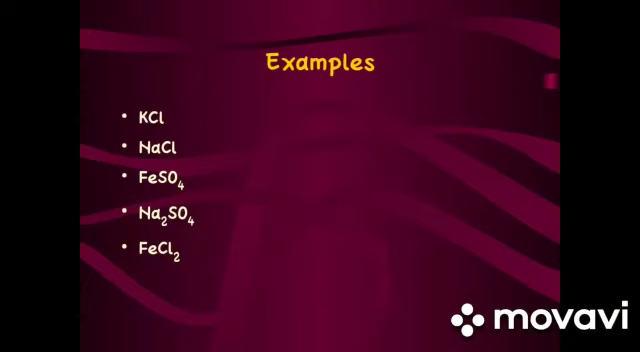 Examples
• KCl
• NaCl
• FeSO₄
• Na₂SO₄
• FeCl₂
movavi